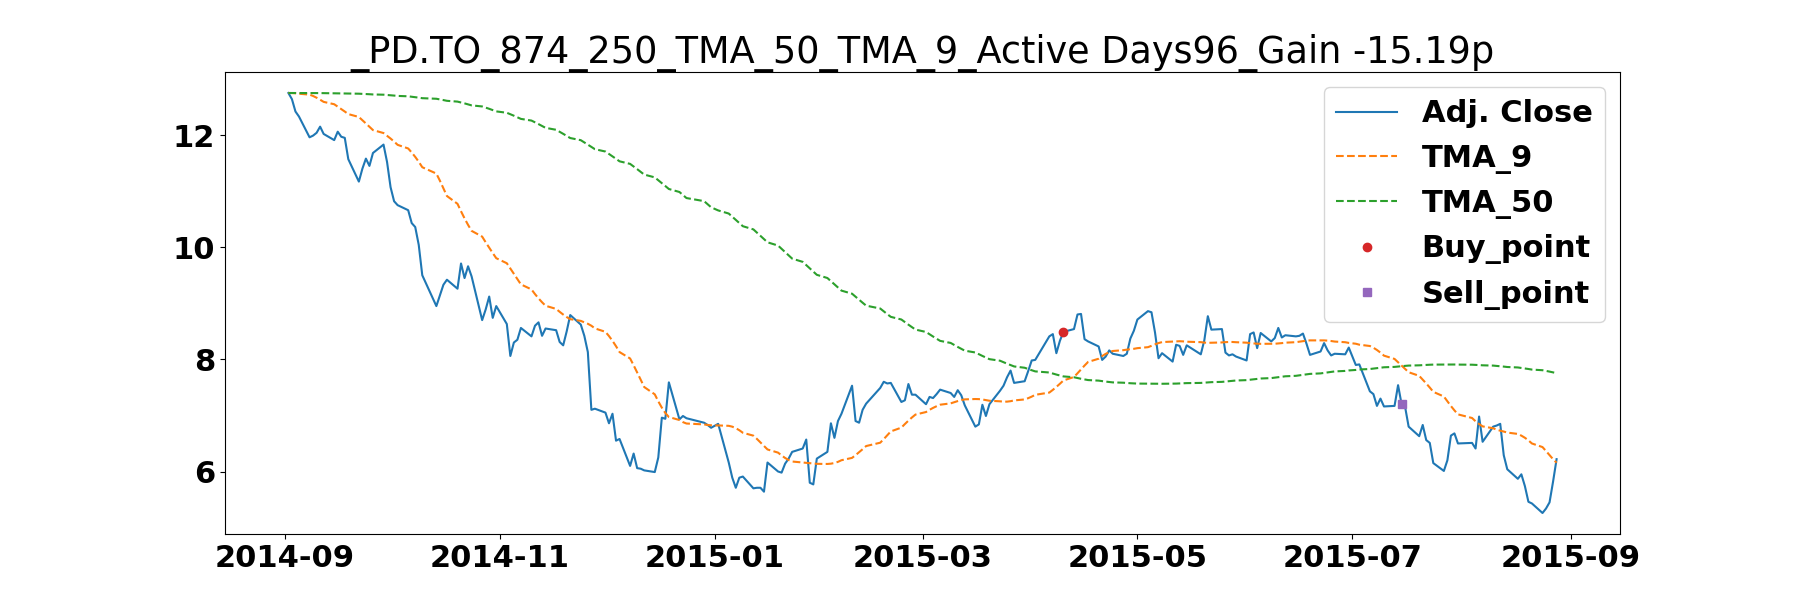 _PD.TO_874_250_TMA_50_TMA_9_Active Days96_Gain -15.19p
Adj. Close
TMA_9
TMA_50
Buy_point
Sell_point
12
10
8
6
2014-09 2014-11 2015-01 2015-03 2015-05 2015-07 2015-09